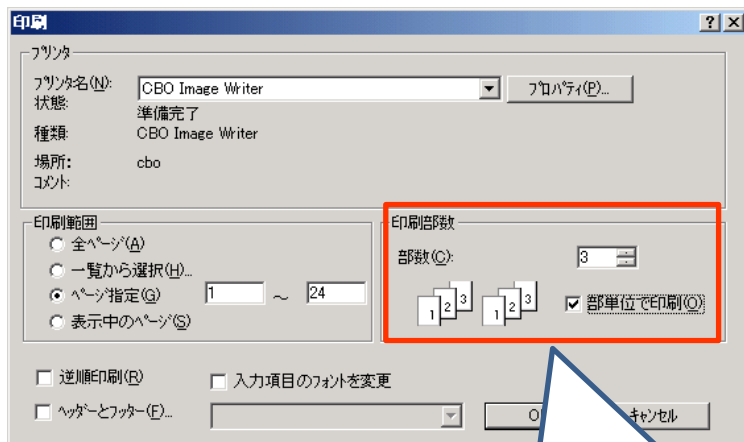 印刷
プリンタ
プリンタ名(N):
CBO Image Writer
プロパティ(P)...
状態:
準備完了
種類:
CBO Image Writer
場所:
cbo
コメント:
印刷範囲
全ページ(A)
一覧から選択(H)...
ページ指定(G)
1 ～ 24
表示中のページ(S)
印刷部数
部数(C):
3
1 2 3 1 2 3
部単位で印刷(O)
逆順印刷(R)
入力項目のフォントを変更
ヘッダーとフッター(F)...
キャンセル